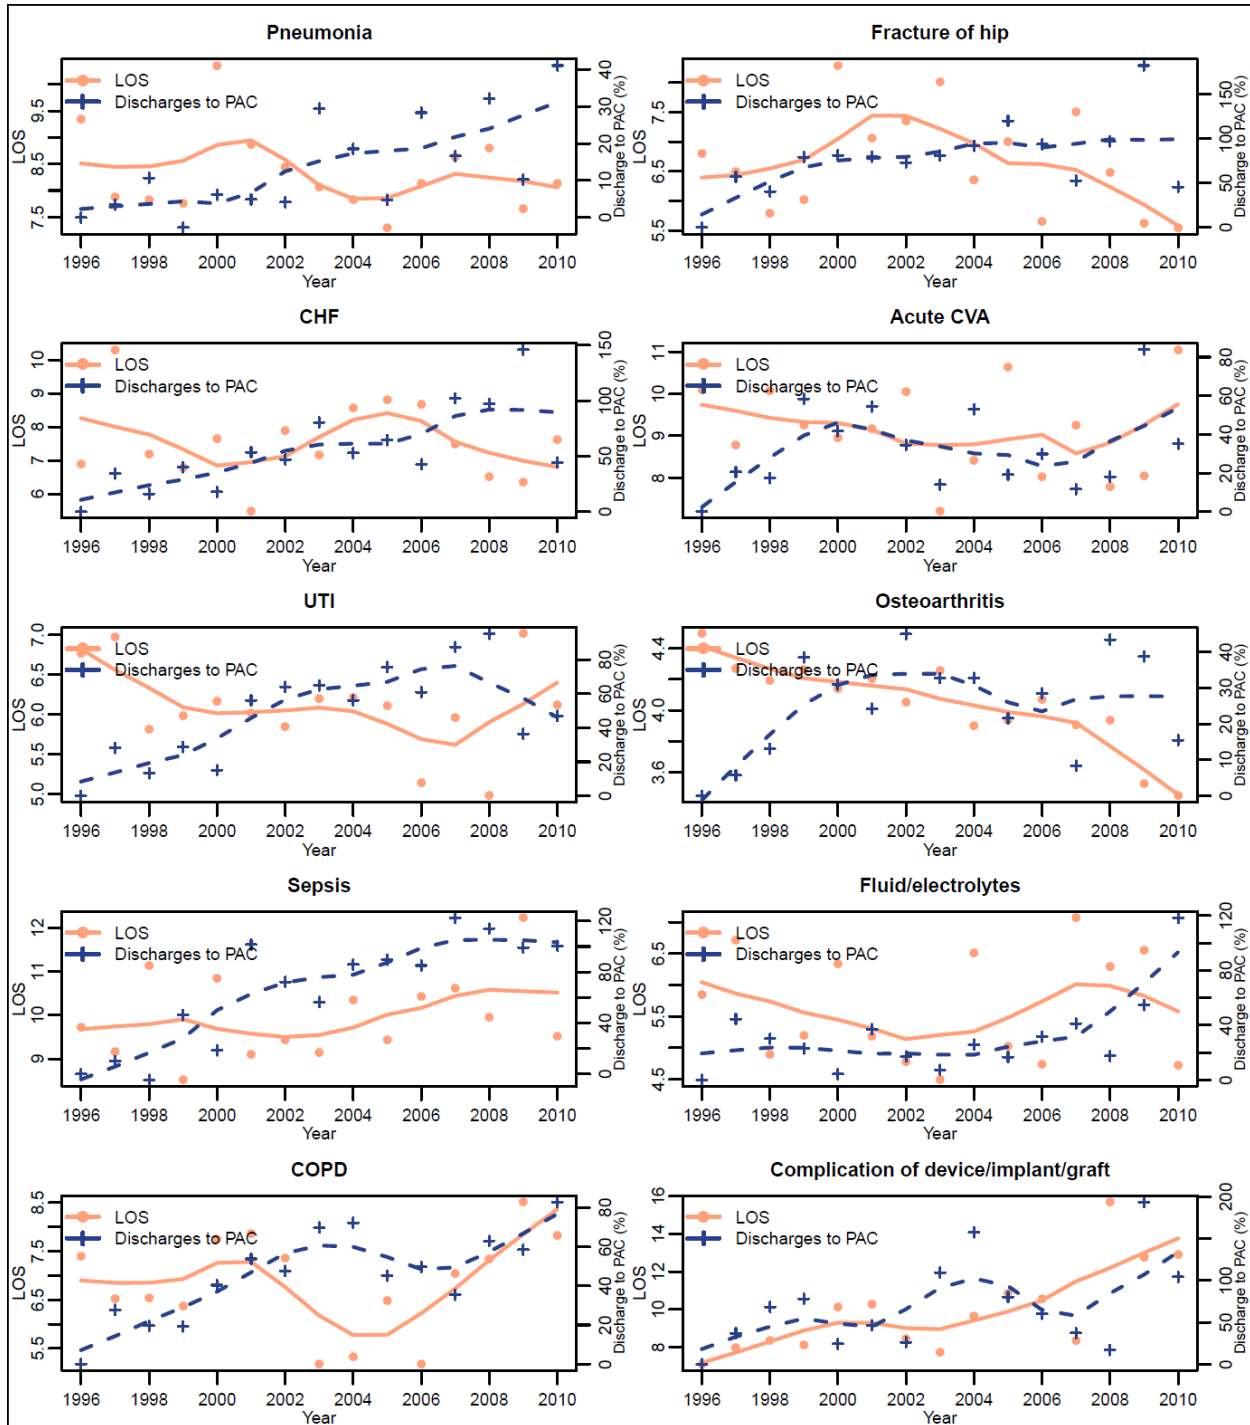 Pneumonia
LOS
Discharges to PAC
7.5 8.5 9.5
LOS
0 10 20 30 40
Discharge to PAC (%)
1996 1998 2000 2002 2004 2006 2008 2010
Year
Fracture of hip
LOS
Discharges to PAC
5.5 6.5 7.5
LOS
0 50 100 150
Discharge to PAC (%)
1996 1998 2000 2002 2004 2006 2008 2010
Year
CHF
LOS
Discharges to PAC
6 7 8 9 10
LOS
0 50 100 150
Discharge to PAC (%)
1996 1998 2000 2002 2004 2006 2008 2010
Year
Acute CVA
LOS
Discharges to PAC
8 9 10 11
LOS
0 20 40 60 80
Discharge to PAC (%)
1996 1998 2000 2002 2004 2006 2008 2010
Year
UTI
LOS
Discharges to PAC
5.0 5.5 6.0 6.5 7.0
LOS
0 20 40 60 80
Discharge to PAC (%)
1996 1998 2000 2002 2004 2006 2008 2010
Year
Osteoarthritis
LOS
Discharges to PAC
3.6 4.0 4.4
LOS
0 10 20 30 40
Discharge to PAC (%)
1996 1998 2000 2002 2004 2006 2008 2010
Year
Sepsis
LOS
Discharges to PAC
9 10 11 12
LOS
0 40 80 120
Discharge to PAC (%)
1996 1998 2000 2002 2004 2006 2008 2010
Year
Fluid/electrolytes
LOS
Discharges to PAC
4.5 5.5 6.5
LOS
0 40 80 120
Discharge to PAC (%)
1996 1998 2000 2002 2004 2006 2008 2010
Year
COPD
LOS
Discharges to PAC
5.5 6.5 7.5 8.5
LOS
0 20 40 60 80
Discharge to PAC (%)
1996 1998 2000 2002 2004 2006 2008 2010
Year
Complication of device/implant/graft
LOS
Discharges to PAC
8 10 12 14 16
LOS
0 50 100 200
Discharge to PAC (%)
1996 1998 2000 2002 2004 2006 2008 2010
Year